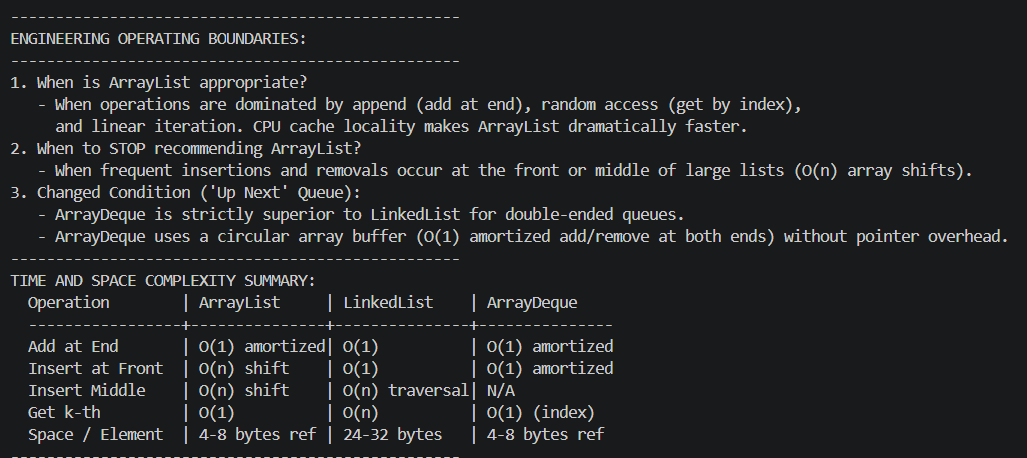 --------------------------------------------------
ENGINEERING OPERATING BOUNDARIES:
--------------------------------------------------
1. When is ArrayList appropriate?
   - When operations are dominated by append (add at end), random access (get by index),
     and linear iteration. CPU cache locality makes ArrayList dramatically faster.
2. When to STOP recommending ArrayList?
   - When frequent insertions and removals occur at the front or middle of large lists (O(n) array shifts).
3. Changed Condition ('Up Next' Queue):
   - ArrayDeque is strictly superior to LinkedList for double-ended queues.
   - ArrayDeque uses a circular array buffer (O(1) amortized add/remove at both ends) without pointer overhead.
--------------------------------------------------
TIME AND SPACE COMPLEXITY SUMMARY:
  Operation        | ArrayList     | LinkedList    | ArrayDeque
  -----------------+---------------+---------------+---------------
  Add at End       | O(1) amortized| O(1)          | O(1) amortized
  Insert at Front  | O(n) shift    | O(1)          | O(1) amortized
  Insert Middle    | O(n) shift    | O(n) traversal| N/A
  Get k-th         | O(1)          | O(n)          | O(1) (index)
  Space / Element  | 4-8 bytes ref | 24-32 bytes   | 4-8 bytes ref
--------------------------------------------------